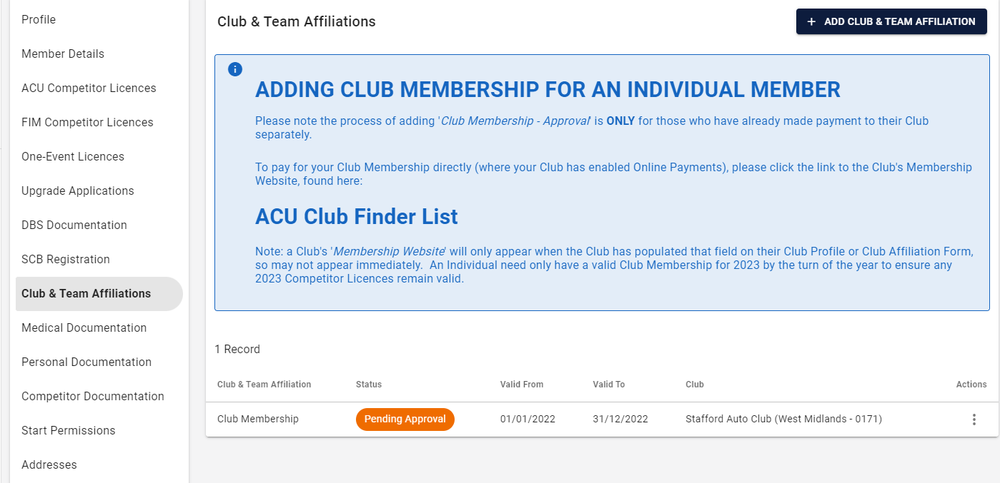 Profile
Member Details
ACU Competitor Licences
FIM Competitor Licences
One-Event Licences
Upgrade Applications
DBS Documentation
SCB Registration
Club & Team Affiliations
Medical Documentation
Personal Documentation
Competitor Documentation
Start Permissions
Addresses
Club & Team Affiliations
+ ADD CLUB & TEAM AFFILIATION
ADDING CLUB MEMBERSHIP FOR AN INDIVIDUAL MEMBER
Please note the process of adding 'Club Membership - Approval' is ONLY for those who have already made payment to their Club
separately.
To pay for your Club Membership directly (where your Club has enabled Online Payments), please click the link to the Club's Membership
Website, found here:
ACU Club Finder List
Note: a Club's 'Membership Website' will only appear when the Club has populated that field on their Club Profile or Club Affiliation Form,
so may not appear immediately.  An Individual need only have a valid Club Membership for 2023 by the turn of the year to ensure any
2023 Competitor Licences remain valid.
1 Record
Club & Team Affiliation Status Valid From Valid To Club Actions
Club Membership Pending Approval 01/01/2022 31/12/2022 Stafford Auto Club (West Midlands - 0171)